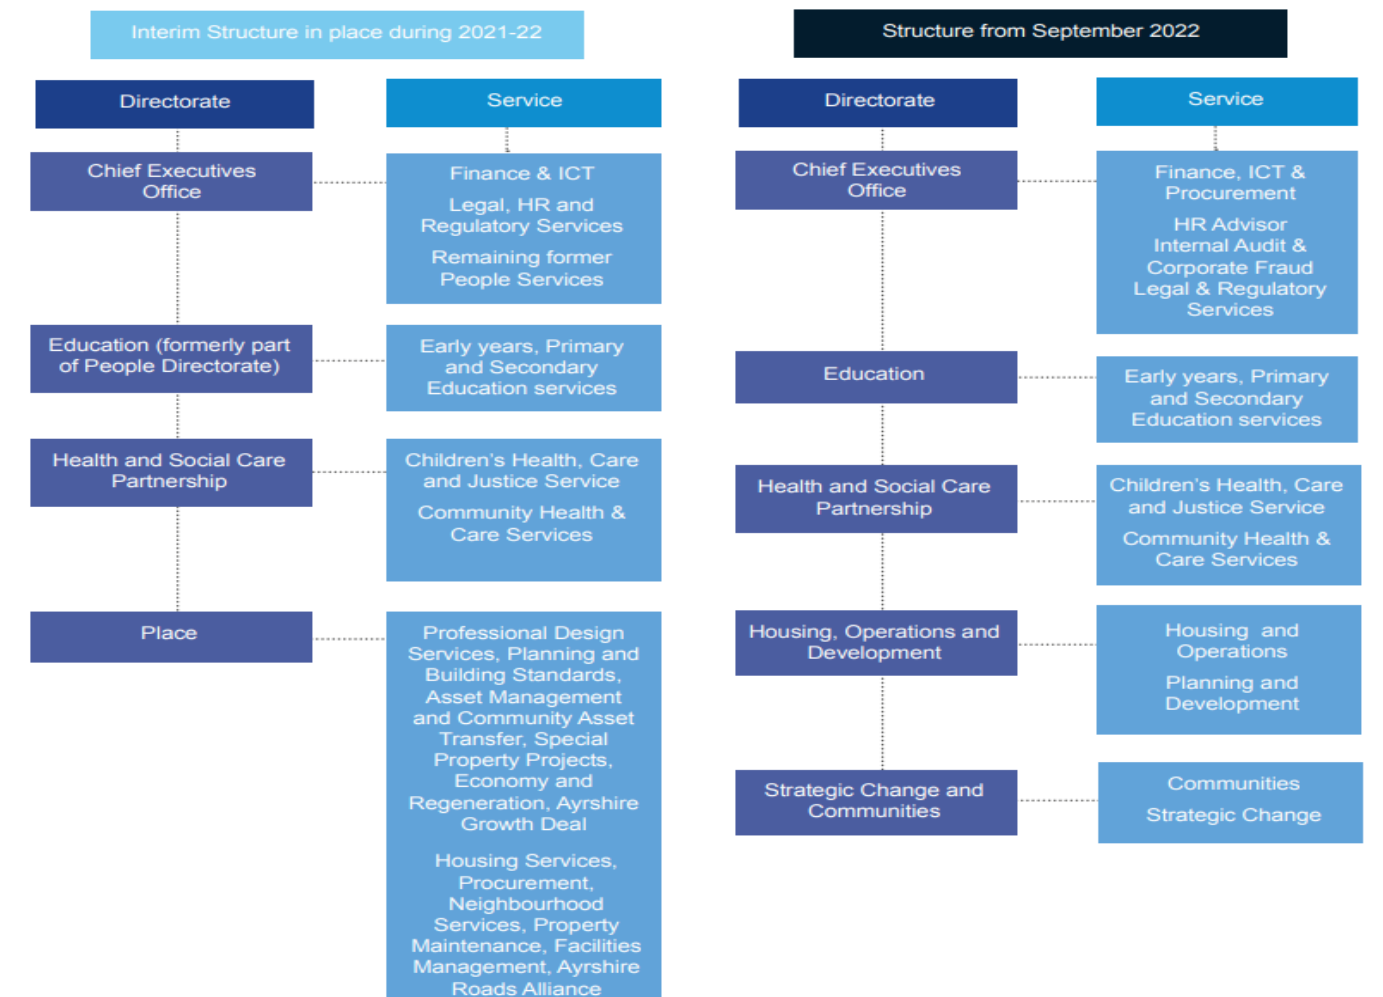 Interim Structure in place during 2021-22
Directorate
Service
Chief Executives
Office
Finance & ICT
Legal, HR and
Regulatory Services
Remaining former
People Services
Education (formerly part
of People Directorate)
Early years, Primary
and Secondary
Education services
Health and Social Care
Partnership
Children's Health, Care
and Justice Service
Community Health &
Care Services
Place
Professional Design
Services, Planning and
Building Standards,
Asset Management
and Community Asset
Transfer, Special
Property Projects,
Economy and
Regeneration, Ayrshire
Growth Deal
Housing Services,
Procurement,
Neighbourhood
Services, Property
Maintenance, Facilities
Management, Ayrshire
Roads Alliance
Structure from September 2022
Directorate
Service
Chief Executives
Office
Finance, ICT &
Procurement
HR Advisor
Internal Audit &
Corporate Fraud
Legal & Regulatory
Services
Education
Early years, Primary
and Secondary
Education services
Health and Social Care
Partnership
Children's Health, Care
and Justice Service
Community Health &
Care Services
Housing, Operations and
Development
Housing and
Operations
Planning and
Development
Strategic Change and
Communities
Communities
Strategic Change